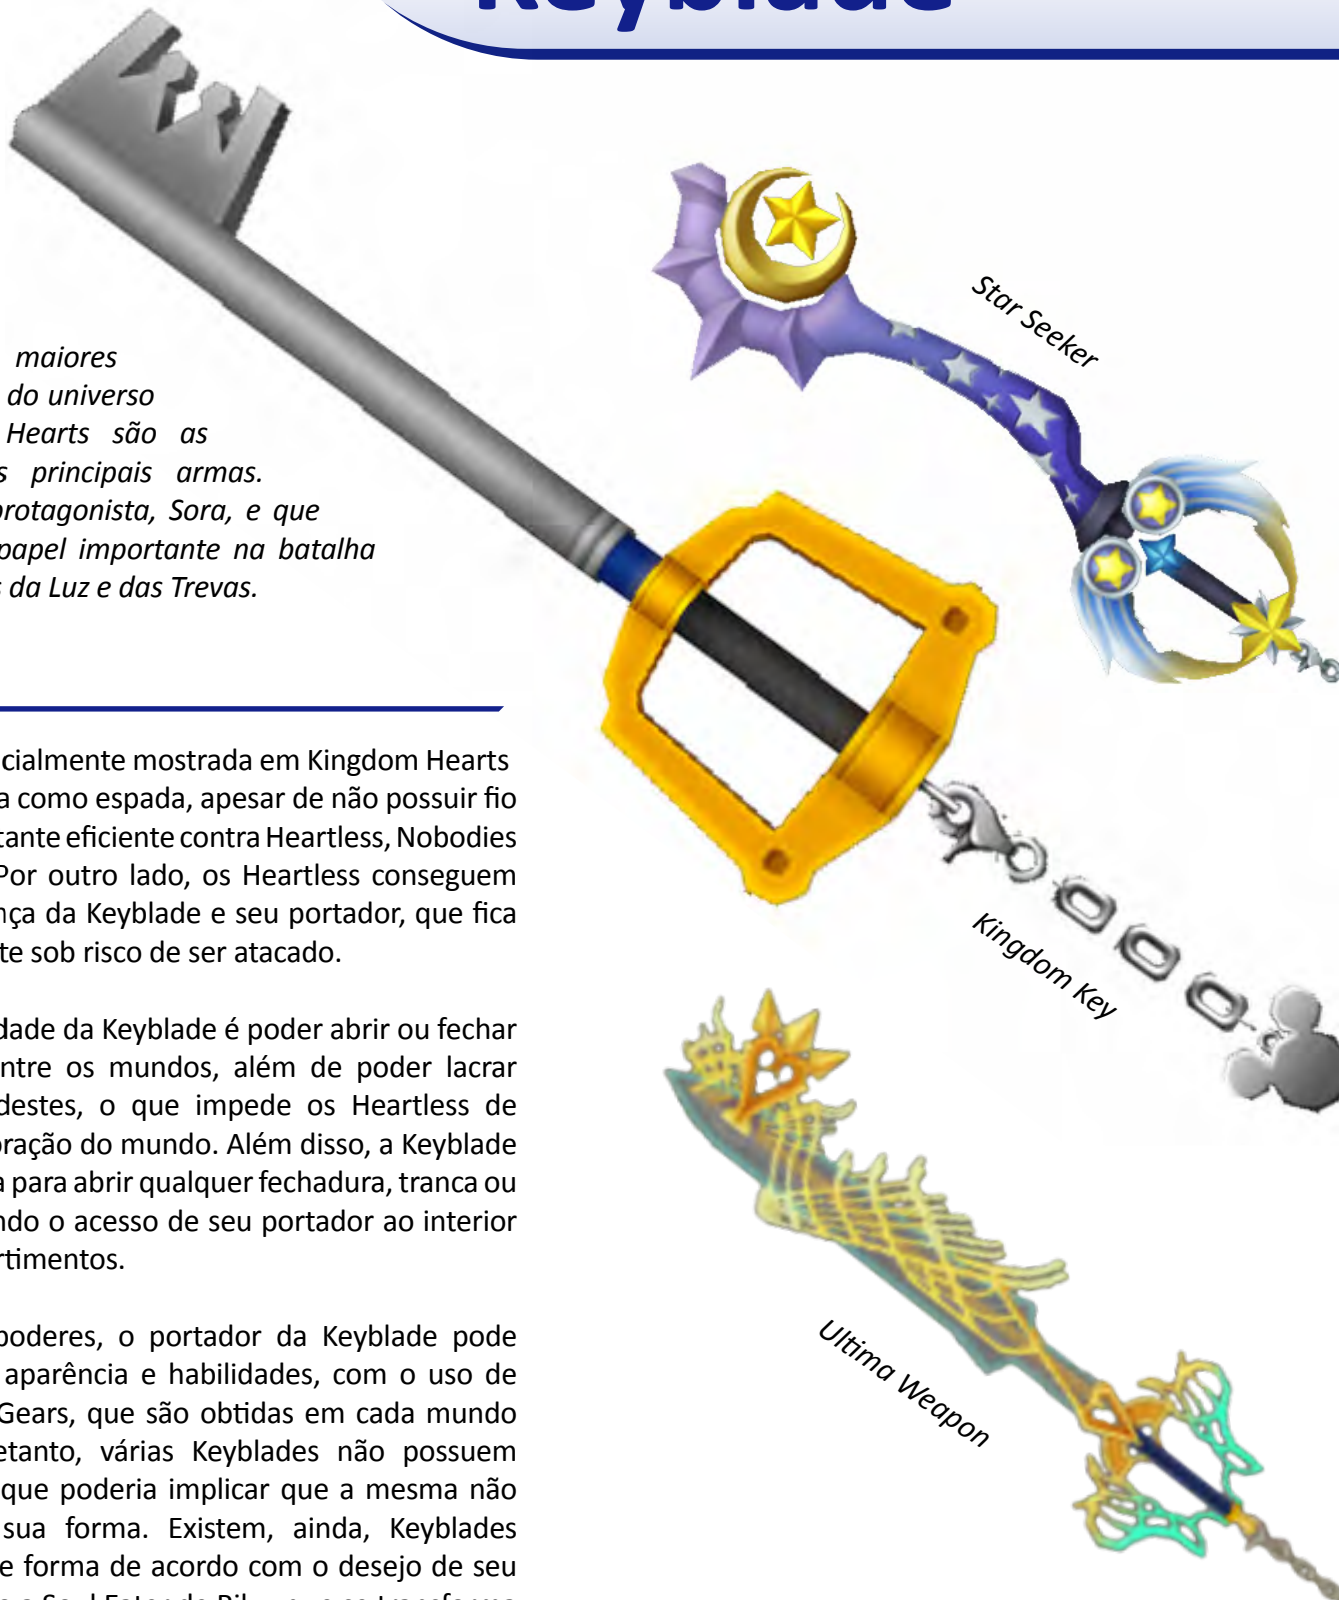 Keyblade
maiores
do universo
Hearts são as
s principais armas.
protagonista, Sora, e que
papel importante na batalha
s da Luz e das Trevas.
Star Seeker
cialmente mostrada em Kingdom Hearts
a como espada, apesar de não possuir fio
tante eficiente contra Heartless, Nobodies
Por outro lado, os Heartless conseguem
nça da Keyblade e seu portador, que fica
te sob risco de ser atacado.
Kingdom Key
dade da Keyblade é poder abrir ou fechar
ntre os mundos, além de poder lacrar
destes, o que impede os Heartless de
oração do mundo. Além disso, a Keyblade
a para abrir qualquer fechadura, tranca ou
ndo o acesso de seu portador ao interior
rtimentos.
Ultima Weapon
poderes, o portador da Keyblade pode
aparência e habilidades, com o uso de
Gears, que são obtidas em cada mundo
etanto, várias Keyblades não possuem
que poderia implicar que a mesma não
sua forma. Existem, ainda, Keyblades
e forma de acordo com o desejo de seu